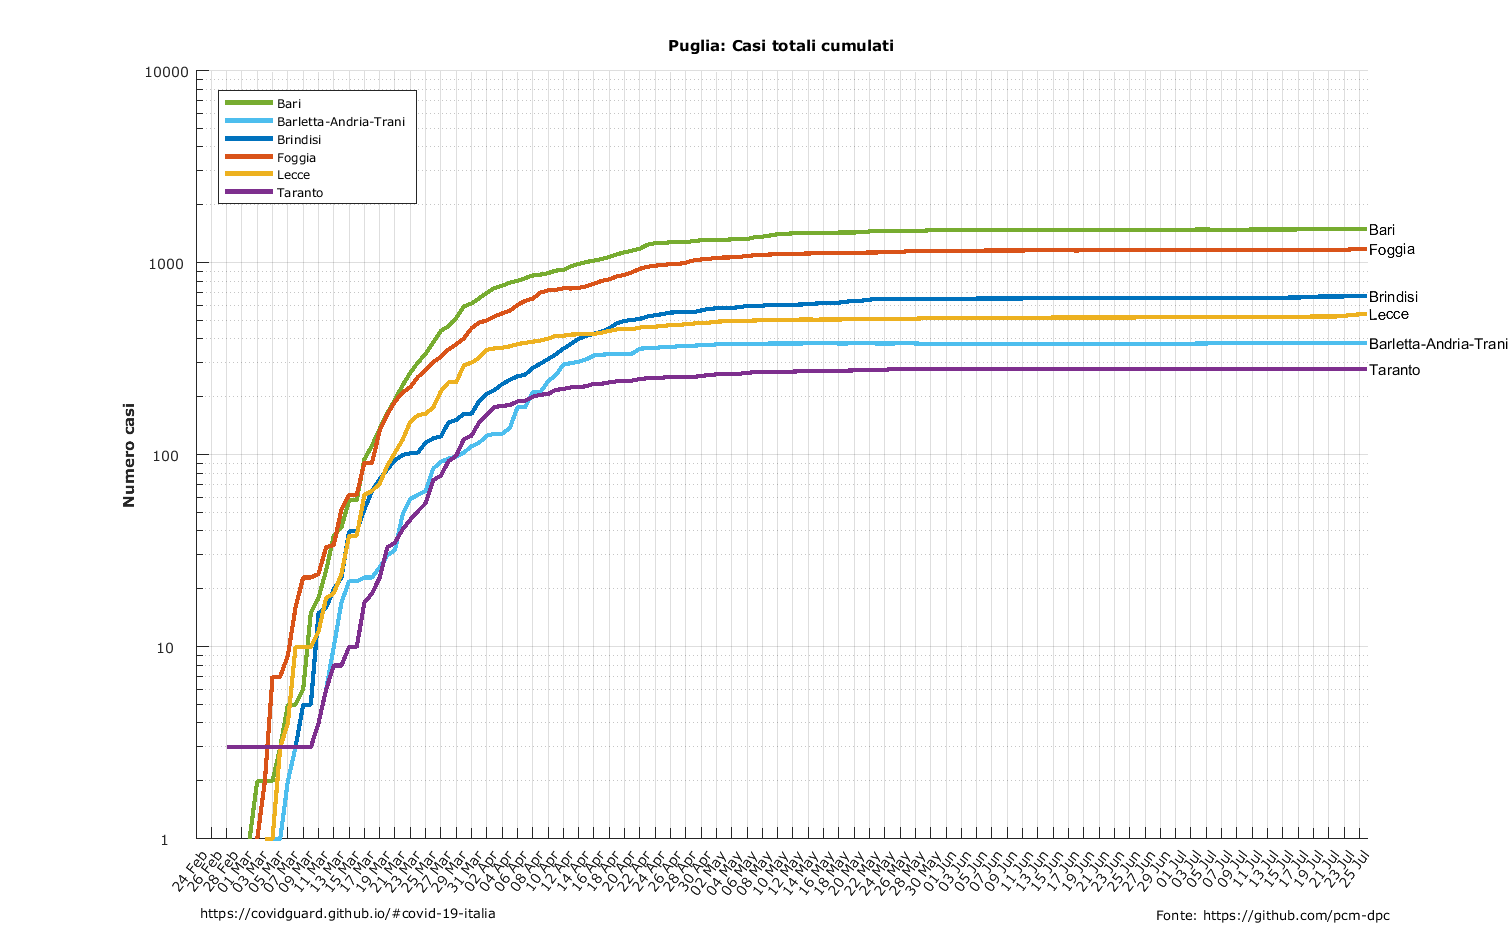 Puglia: Casi totali cumulati
10000
1000
100
10
1
Numero casi
Bari
Barletta-Andria-Trani
Brindisi
Foggia
Lecce
Taranto
Bari
Foggia
Brindisi
Lecce
Barletta-Andria-Trani
Taranto
24 Feb
26 Feb
28 Feb
01 Mar
03 Mar
05 Mar
07 Mar
09 Mar
11 Mar
13 Mar
15 Mar
17 Mar
19 Mar
21 Mar
23 Mar
25 Mar
27 Mar
29 Mar
31 Mar
02 Apr
04 Apr
06 Apr
08 Apr
10 Apr
12 Apr
14 Apr
16 Apr
18 Apr
20 Apr
22 Apr
24 Apr
26 Apr
28 Apr
30 Apr
02 May
04 May
06 May
08 May
10 May
12 May
14 May
16 May
18 May
20 May
22 May
24 May
26 May
28 May
30 May
01 Jun
03 Jun
05 Jun
07 Jun
09 Jun
11 Jun
13 Jun
15 Jun
17 Jun
19 Jun
21 Jun
23 Jun
25 Jun
27 Jun
29 Jun
01 Jul
03 Jul
05 Jul
07 Jul
09 Jul
11 Jul
13 Jul
15 Jul
17 Jul
19 Jul
21 Jul
23 Jul
25 Jul
https://covidguard.github.io/#covid-19-italia
Fonte: https://github.com/pcm-dpc